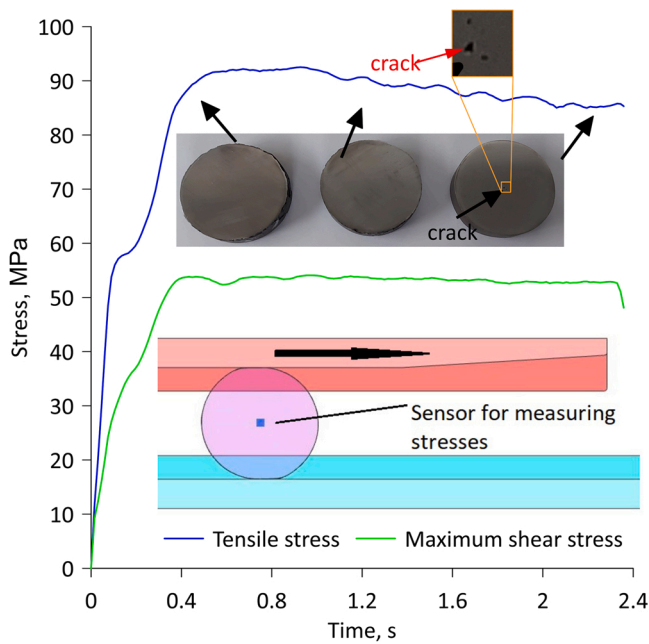 100
90
80
70
60
50
40
30
20
10
0
Stress, MPa
crack
crack
Sensor for measuring
stresses
Tensile stress
Maximum shear stress
0
0.4
0.8
1.2
1.6
2
2.4
Time, s